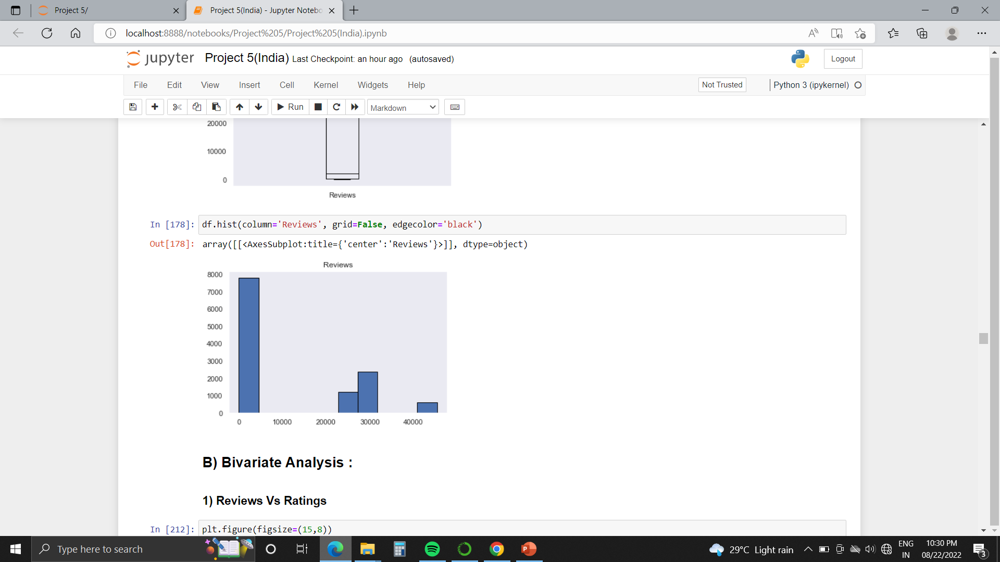 Project 5/
Project 5(India) - Jupyter Notebo
localhost:8888/notebooks/Project%205/Project%205(India).ipynb
jupyter Project 5(India) Last Checkpoint: an hour ago (autosaved)
Logout
File Edit View Insert Cell Kernel Widgets Help
Not Trusted
Python 3 (ipykernel)
Run
Markdown
20000
10000
0
Reviews
In [178]: df.hist(column='Reviews', grid=False, edgecolor='black')
Out[178]: array([[<AxesSubplot:title={'center':'Reviews'}>]], dtype=object)
Reviews
8000
7000
6000
5000
4000
3000
2000
1000
0
0 10000 20000 30000 40000
B) Bivariate Analysis :
1) Reviews Vs Ratings
In [212]: plt.figure(figsize=(15,8))
Type here to search
29°C Light rain
ENG
IN
10:30 PM
08/22/2022
3